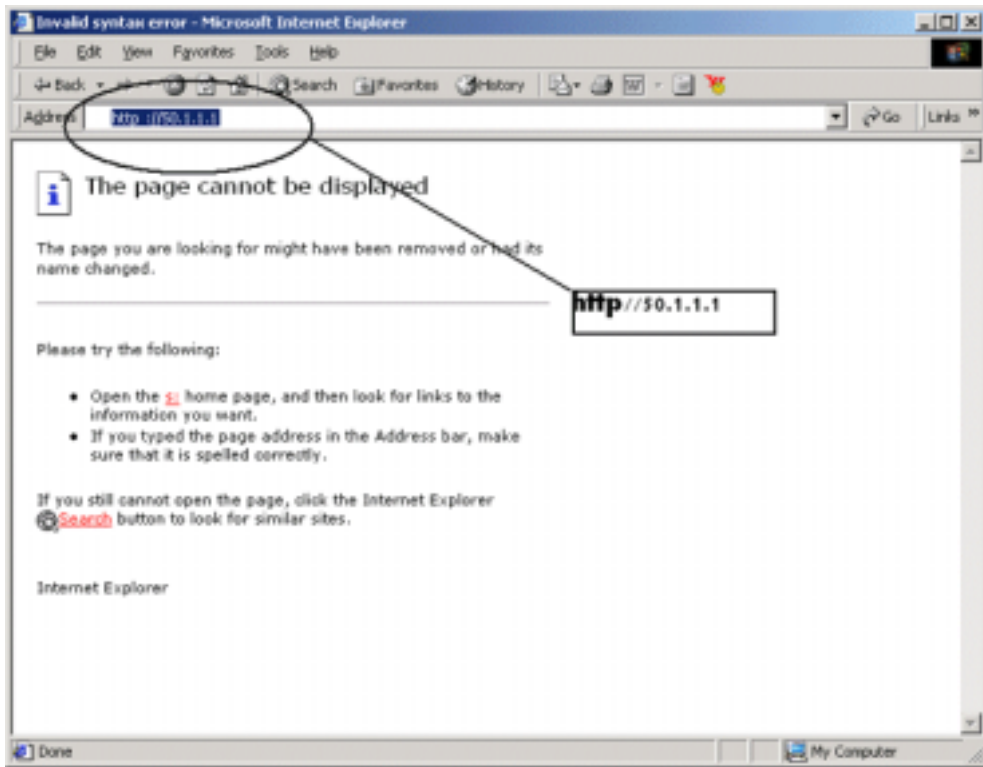 Invalid syntax error - Microsoft Internet Explorer
File Edit View Favorites Tools Help
Back Search Favorites History
Address http ://50.1.1.1 Go Links »
The page cannot be displayed
The page you are looking for might have been removed or had its
name changed.
http//50.1.1.1
Please try the following:
• Open the s: home page, and then look for links to the
information you want.
• If you typed the page address in the Address bar, make
sure that it is spelled correctly.
If you still cannot open the page, click the Internet Explorer
Search button to look for similar sites.
Internet Explorer
Done My Computer